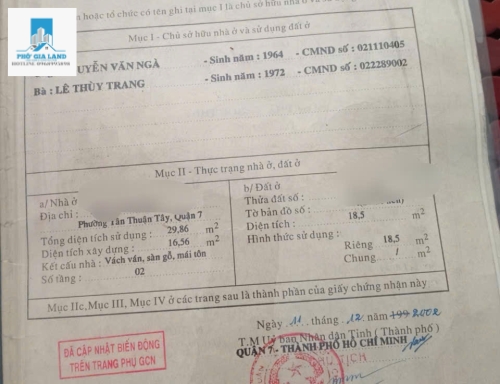 hoặc tổ chức có tên ghi tại mục I là chủ sở hữu nhà ở và sử dụng đất ở
Mục I - Chủ sở hữu nhà ở và sử dụng đất ở
PHỐ GIA LAND
UYỄN VĂN NGÀ - Sinh năm : 1964 - CMND số : 021110405
Bà : LÊ THÙY TRANG - Sinh năm : 1972 - CMND số : 022289002
Mục II - Thực trạng nhà ở, đất ở
a/ Nhà ở
Địa chỉ :
Phường Tân Thuận Tây, Quận 7
Tổng diện tích sử dụng : 29,86 m2
Diện tích xây dựng : 16,56 m2
Kết cấu nhà : Vách ván, sàn gỗ, mái tôn
Số tầng : 02
b/ Đất ở
Thửa đất số :
Tờ bản đồ số :
Diện tích : 18,5 m2
Hình thức sử dụng :
Riêng 18,5 m2
Chung / m2
Mục IIc, Mục III, Mục IV ở các trang sau là thành phần của giấy chứng nhận này
Ngày 11 tháng 12 năm 199 2002
T.M Uỷ ban Nhân dân Tỉnh ( Thành phố )
QUẬN 7 - THÀNH PHỐ HỒ CHÍ MINH
ĐÃ CẬP NHẬT BIẾN ĐỘNG
TRÊN TRANG PHỤ GCN